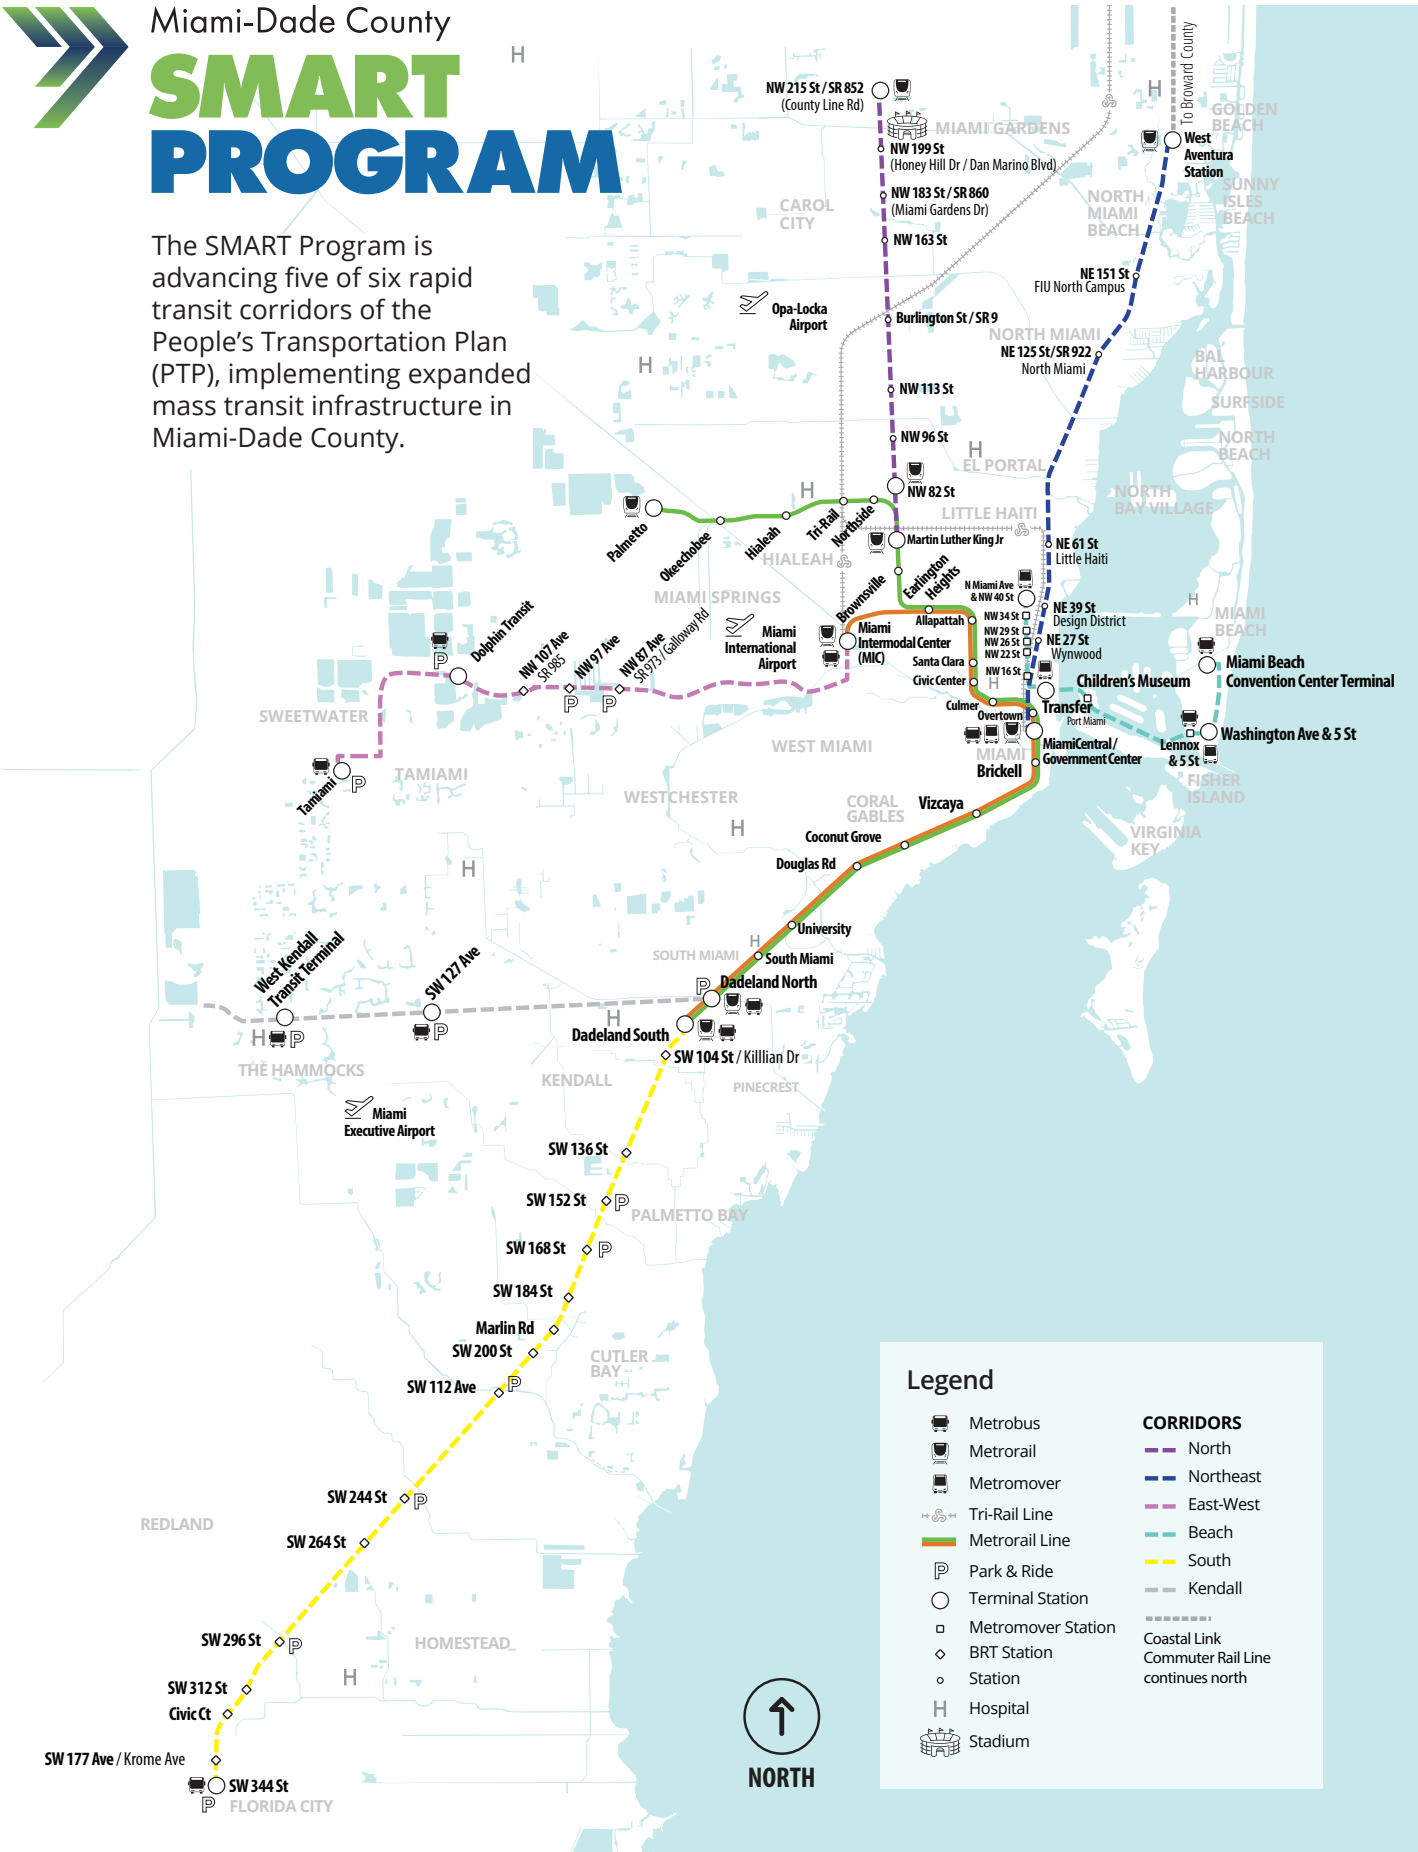 Miami-Dade County
SMART
PROGRAM
The SMART Program is
advancing five of six rapid
transit corridors of the
People’s Transportation Plan
(PTP), implementing expanded
mass transit infrastructure in
Miami-Dade County.
H
NW 215 St / SR 852
(County Line Rd)
To Broward County
H
GOLDEN
BEACH
MIAMI GARDENS
NW 199 St
(Honey Hill Dr / Dan Marino Blvd)
West
Aventura
Station
NW 183 St / SR 860
(Miami Gardens Dr)
CAROL
CITY
NORTH
MIAMI
BEACH
SUNNY
ISLES
BEACH
NW 163 St
NE 151 St
FIU North Campus
Opa-Locka
Airport
Burlington St / SR 9
NORTH MIAMI
NE 125 St/SR 922
North Miami
BAL
HARBOUR
H
NW 113 St
SURFSIDE
NW 96 St
H
EL PORTAL
NORTH
BEACH
H
NW 82 St
NORTH
BAY VILLAGE
Palmetto
Okeechobee
Hialeah
Tri-Rail
Northside
LITTLE HAITI
Martin Luther King Jr
HIALEAH
NE 61 St
Little Haiti
Brownsville
Earlington
Heights
N Miami Ave
& NW 40 St
MIAMI SPRINGS
H
NE 39 St
Design District
Allapattah
NW 34 St
NW 29 St
NW 26 St
NW 22 St
NW 16 St
NE 27 St
Wynwood
MIAMI
BEACH
Miami
International
Airport
Miami
Intermodal Center
(MIC)
Dolphin Transit
P
NW 107 Ave
SR 985
NW 97 Ave
P
NW 87 Ave
SR 973 / Galloway Rd
P
Santa Clara
Civic Center
H
Culmer
Overtown
Children’s Museum
Transfer
Port Miami
Miami Beach
Convention Center Terminal
Washington Ave & 5 St
Lennox
& 5 St
SWEETWATER
WEST MIAMI
MIAMI
MiamiCentral /
Government Center
Brickell
Tamiami
P
TAMIAMI
FISHER
ISLAND
WESTCHESTER
CORAL
GABLES
Vizcaya
H
Coconut Grove
VIRGINIA
KEY
Douglas Rd
H
University
H
SOUTH MIAMI
South Miami
West Kendall
Transit Terminal
SW 127 Ave
P
Dadeland North
H
P
P
H
Dadeland South
SW 104 St / Killlian Dr
THE HAMMOCKS
KENDALL
PINECREST
Miami
Executive Airport
SW 136 St
SW 152 St
P
PALMETTO BAY
SW 168 St
P
SW 184 St
Marlin Rd
SW 200 St
CUTLER
BAY
SW 112 Ave
P
SW 244 St
P
REDLAND
SW 264 St
SW 296 St
P
HOMESTEAD
H
SW 312 St
Civic Ct
SW 177 Ave / Krome Ave
SW 344 St
P
FLORIDA CITY
NORTH
Legend
Metrobus
Metrorail
Metromover
Tri-Rail Line
Metrorail Line
P
Park & Ride
Terminal Station
Metromover Station
BRT Station
Station
H
Hospital
Stadium
CORRIDORS
North
Northeast
East-West
Beach
South
Kendall
Coastal Link
Commuter Rail Line
continues north